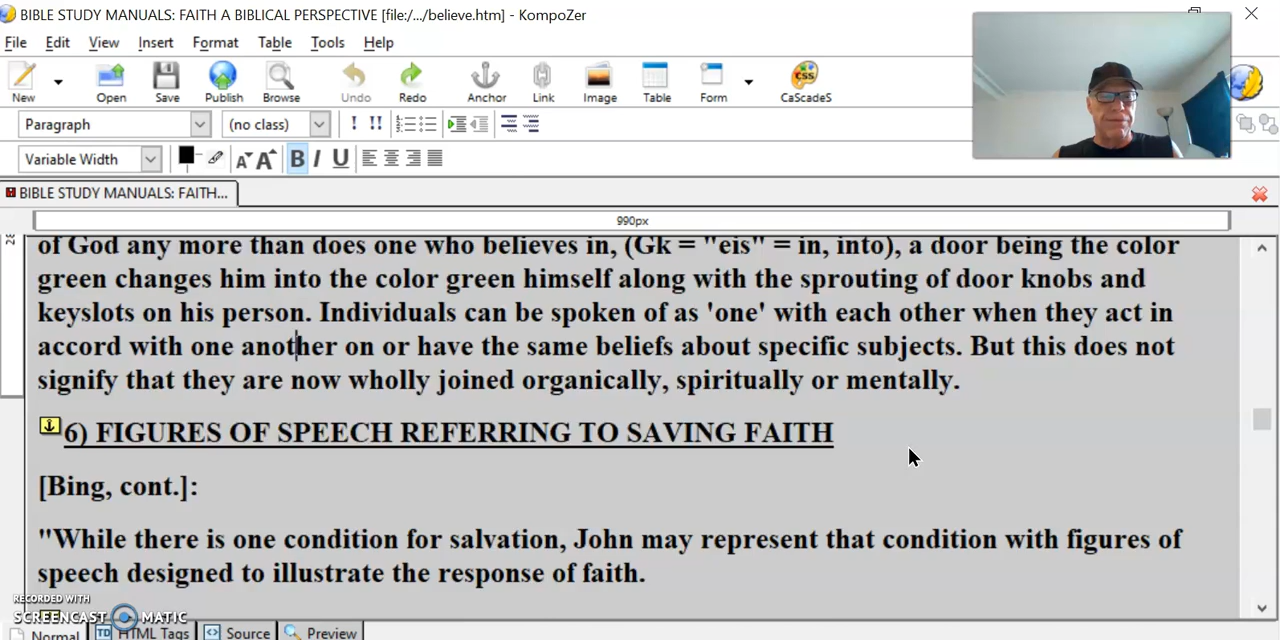 BIBLE STUDY MANUALS: FAITH A BIBLICAL PERSPECTIVE [file:/.../believe.htm] - KompoZer
File Edit View Insert Format Table Tools Help
New Open Save Publish Browse Undo Redo Anchor Link Image Table Form CaScadeS
Paragraph (no class) ! !!
Variable Width A A B I U
BIBLE STUDY MANUALS: FAITH...
990px
of God any more than does one who believes in, (Gk = "eis" = in, into), a door being the color
green changes him into the color green himself along with the sprouting of door knobs and
keyslots on his person. Individuals can be spoken of as 'one' with each other when they act in
accord with one another on or have the same beliefs about specific subjects. But this does not
signify that they are now wholly joined organically, spiritually or mentally.
6) FIGURES OF SPEECH REFERRING TO SAVING FAITH
[Bing, cont.]:
"While there is one condition for salvation, John may represent that condition with figures of
speech designed to illustrate the response of faith.
RECORDED WITH
SCREENCAST MATIC
Normal TD HTML Tags Source Preview